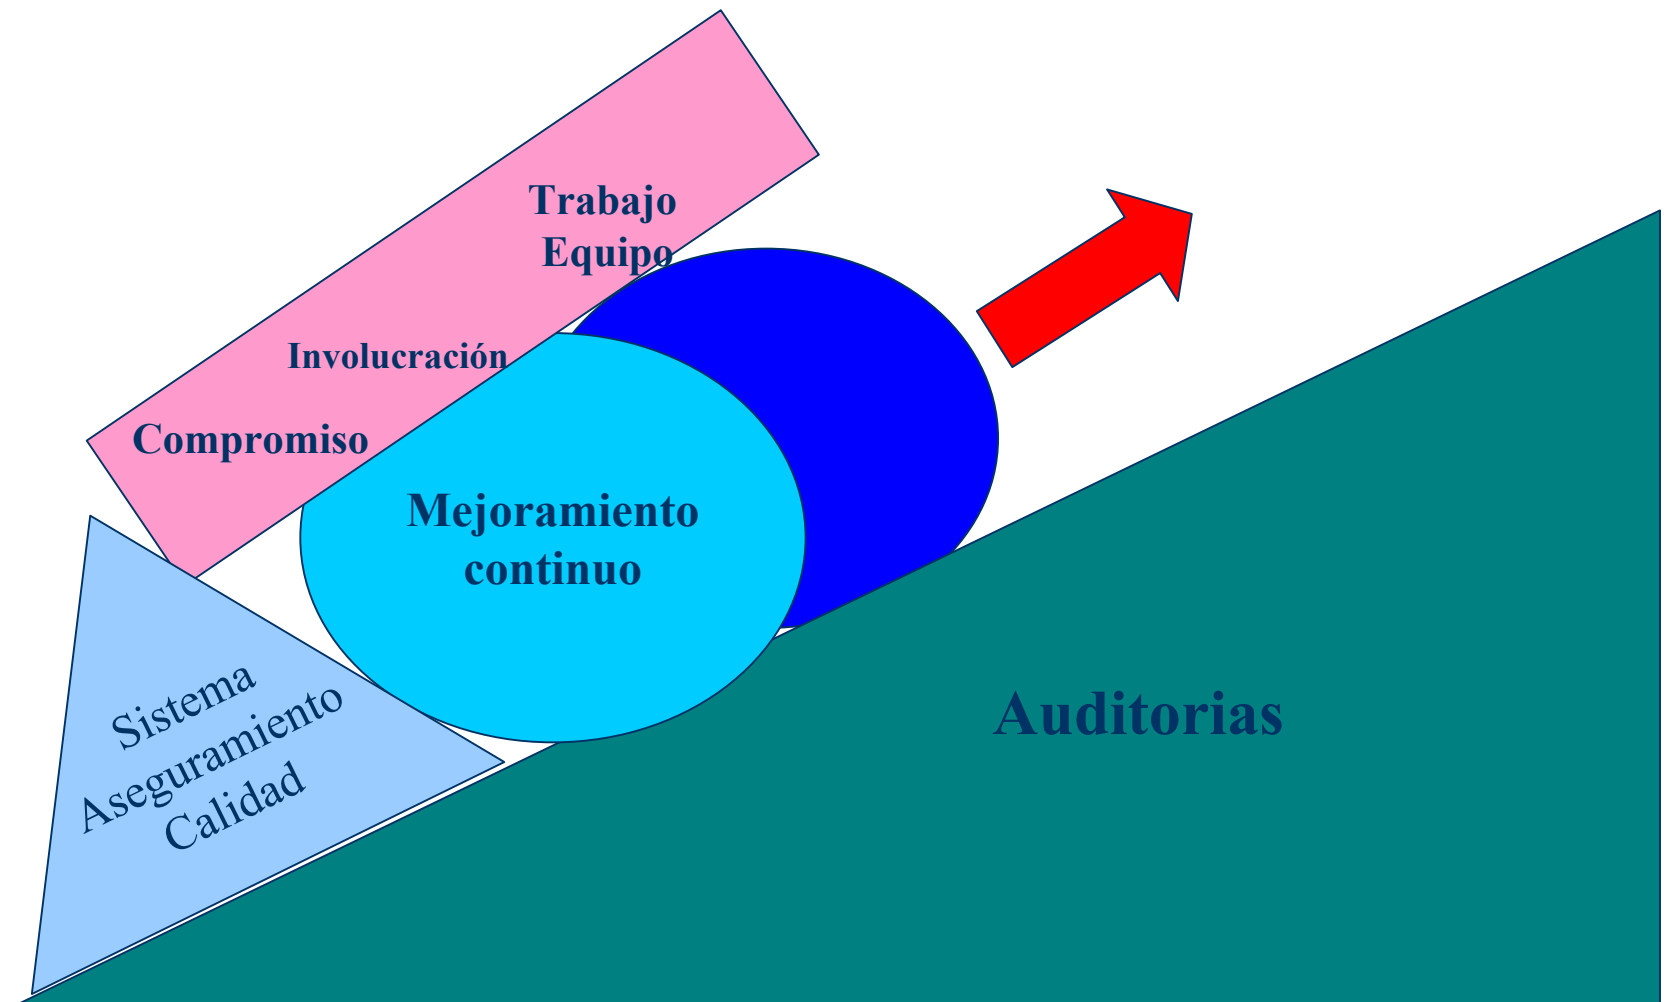 Trabajo
Equipo
Involucración
Compromiso
Mejoramiento
continuo
Sistema
Aseguramiento
Calidad
Auditorias